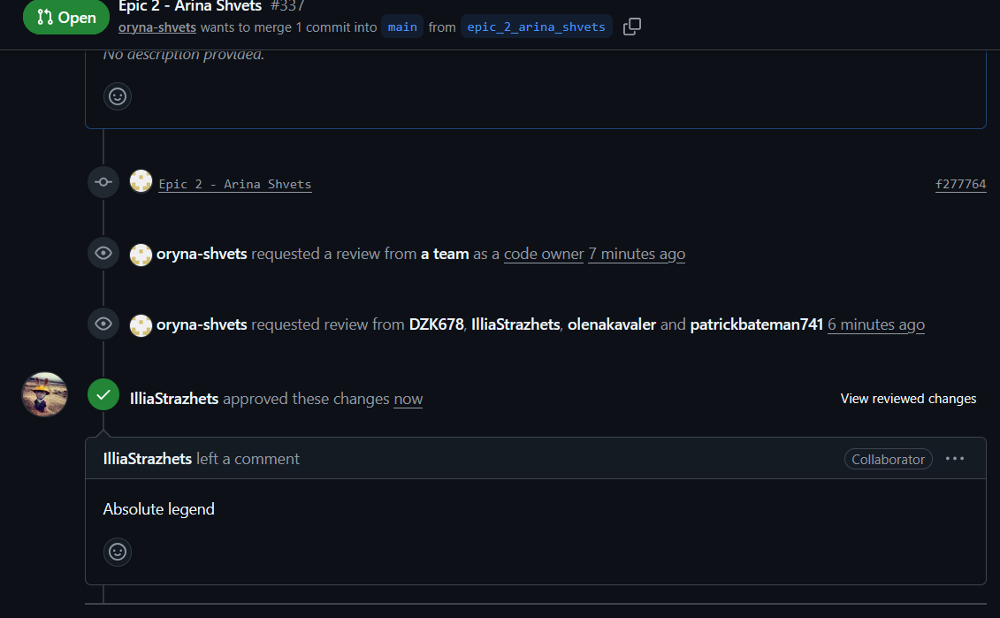 Open
Epic 2 - Arina Shvets #337
oryna-shvets wants to merge 1 commit into main from epic_2_arina_shvets
No description provided.
Epic 2 - Arina Shvets f277764
oryna-shvets requested a review from a team as a code owner 7 minutes ago
oryna-shvets requested review from DZK678, IlliaStrazhets, olenakavaler and patrickbateman741 6 minutes ago
IlliaStrazhets approved these changes now View reviewed changes
IlliaStrazhets left a comment Collaborator
Absolute legend